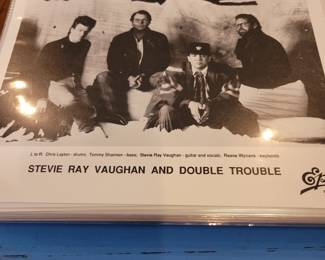 L to R: Chris Layton - drums; Tommy Shannon - bass; Stevie Ray Vaughan - guitar and vocals; Reese Wynans - keyboards
STEVIE RAY VAUGHAN AND DOUBLE TROUBLE